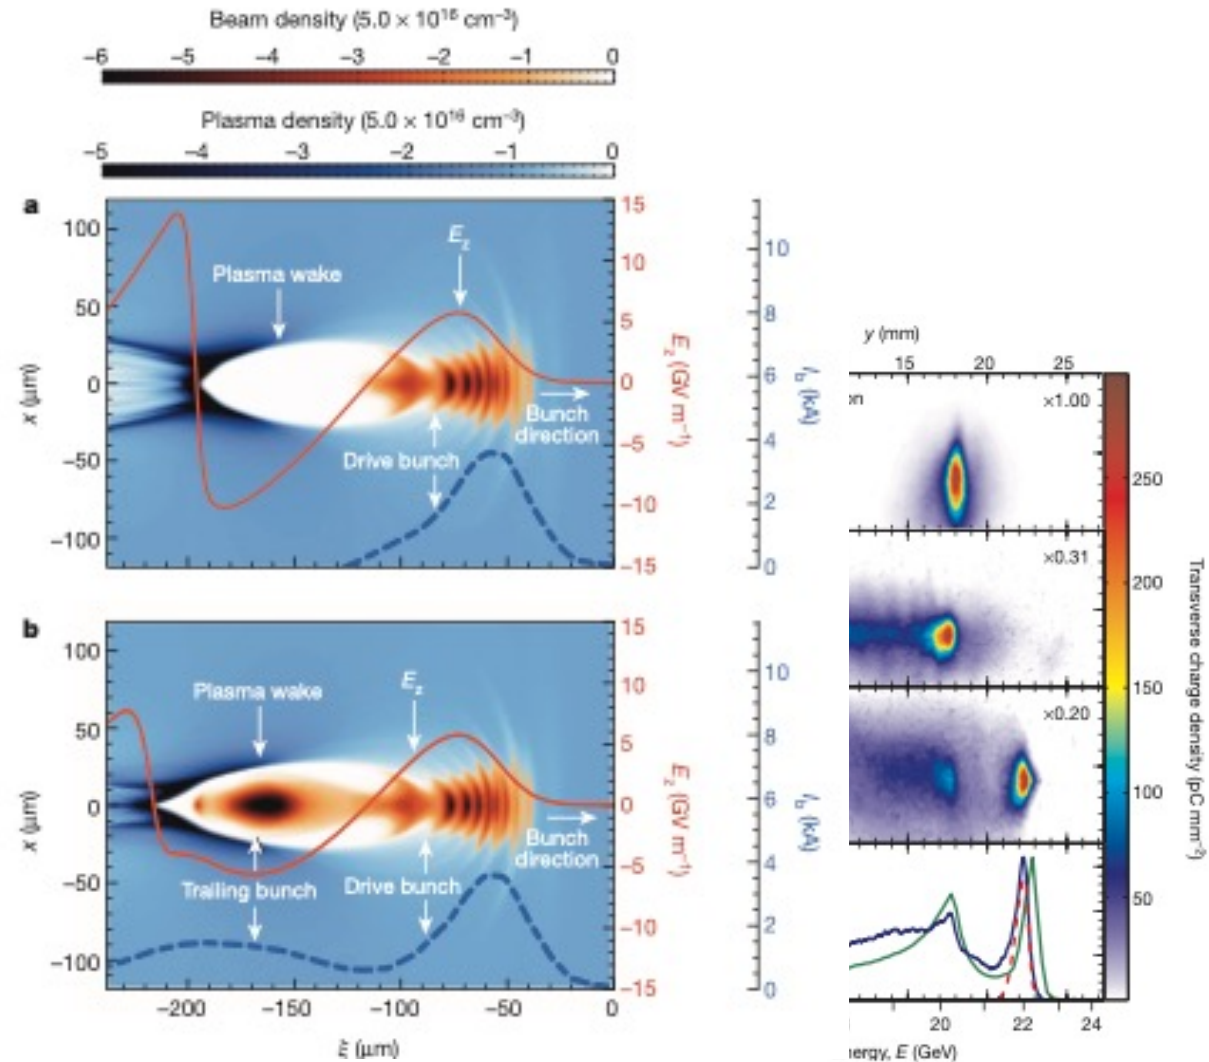 Beam density (5.0 × 10¹⁶ cm⁻³)
−6 −5 −4 −3 −2 −1 0
Plasma density (5.0 × 10¹⁶ cm⁻³)
−5 −4 −3 −2 −1 0
a
100
50
0
−50
−100
x (μm)
Plasma wake
E_z
Drive bunch
Bunch direction
15
10
5
0
−5
−10
−15
E_z (GV m⁻¹)
10
8
6
4
2
0
I_b (kA)
b
100
50
0
−50
−100
x (μm)
Plasma wake
E_z
Trailing bunch
Drive bunch
Bunch direction
15
10
5
0
−5
−10
−15
E_z (GV m⁻¹)
10
8
6
4
2
0
I_b (kA)
−200 −150 −100 −50 0
ξ (μm)
y (mm)
15 20 25
on
×1.00
×0.31
×0.20
250
200
150
100
50
Transverse charge density (pC mm⁻²)
20 22 24
nergy, E (GeV)